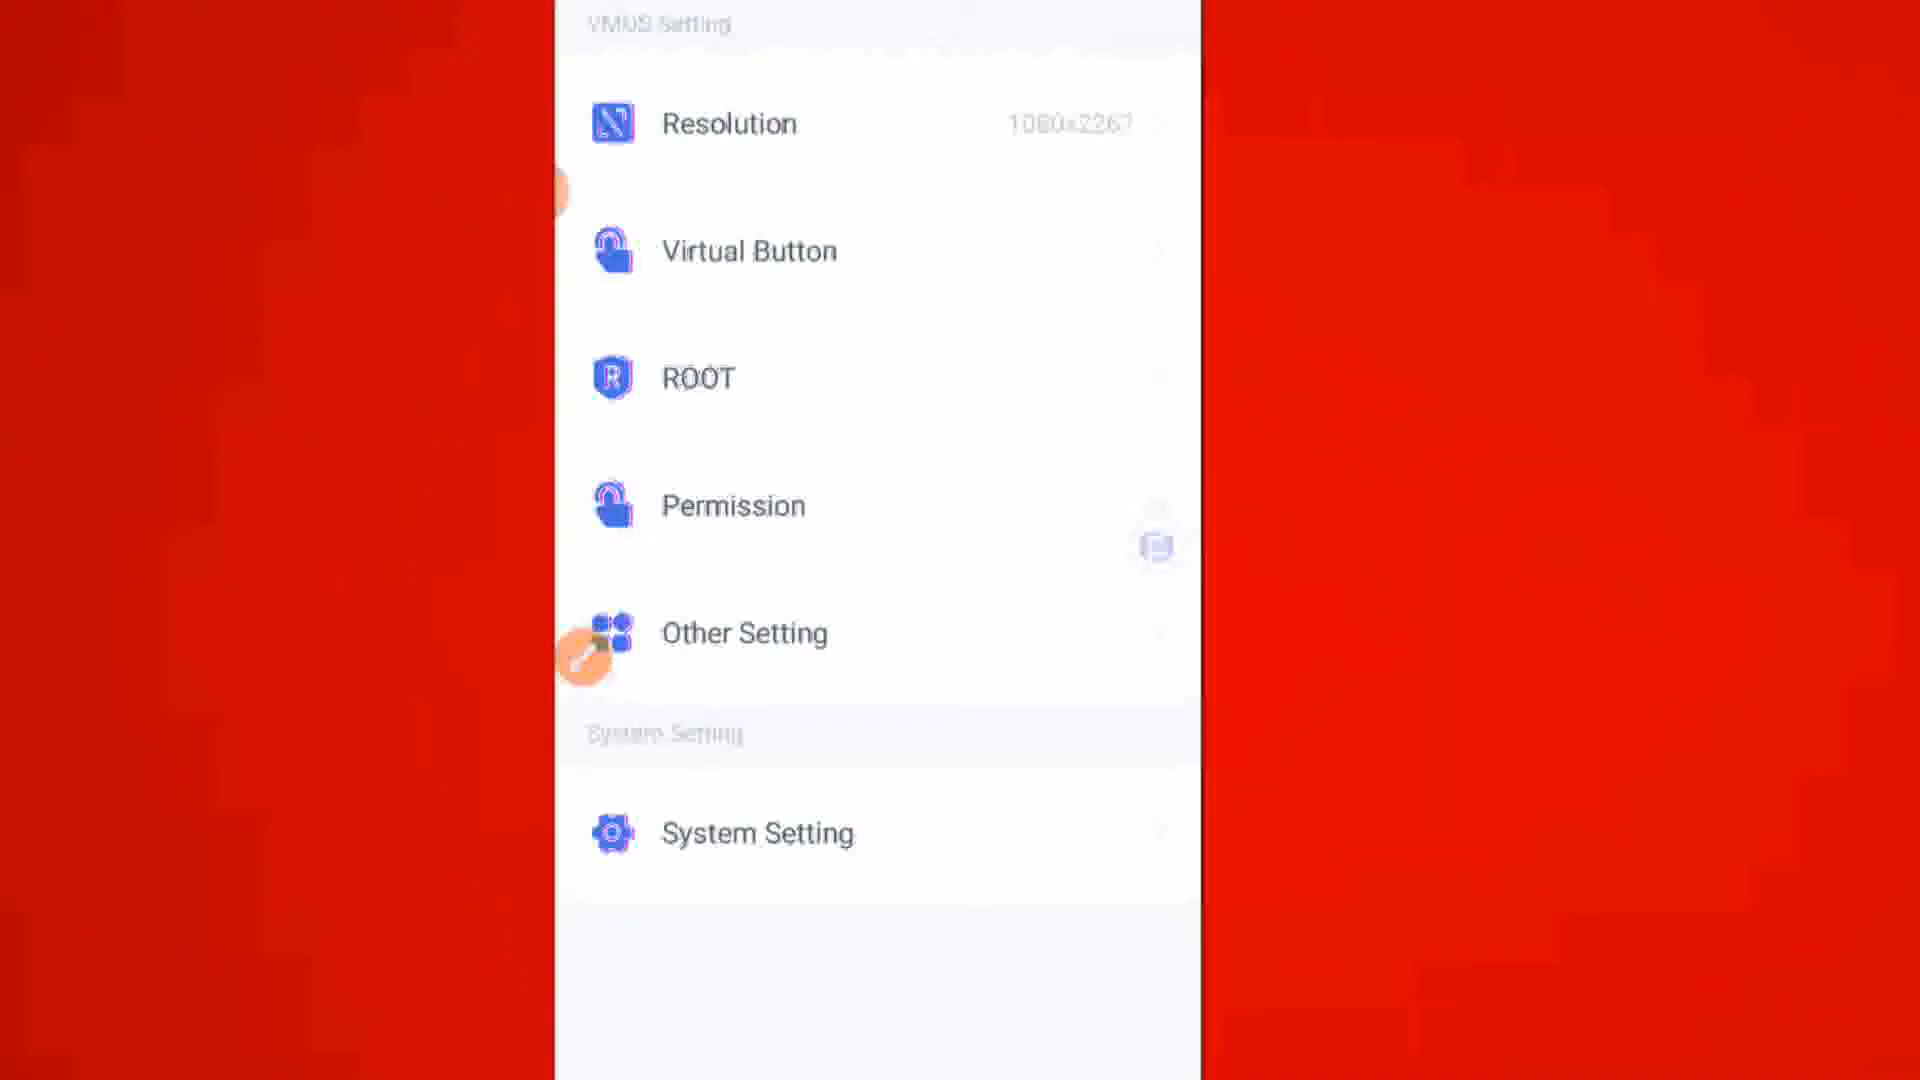 VMOS Setting
Resolution 1080x2267
Virtual Button
ROOT
Permission
Other Setting
System Setting
System Setting